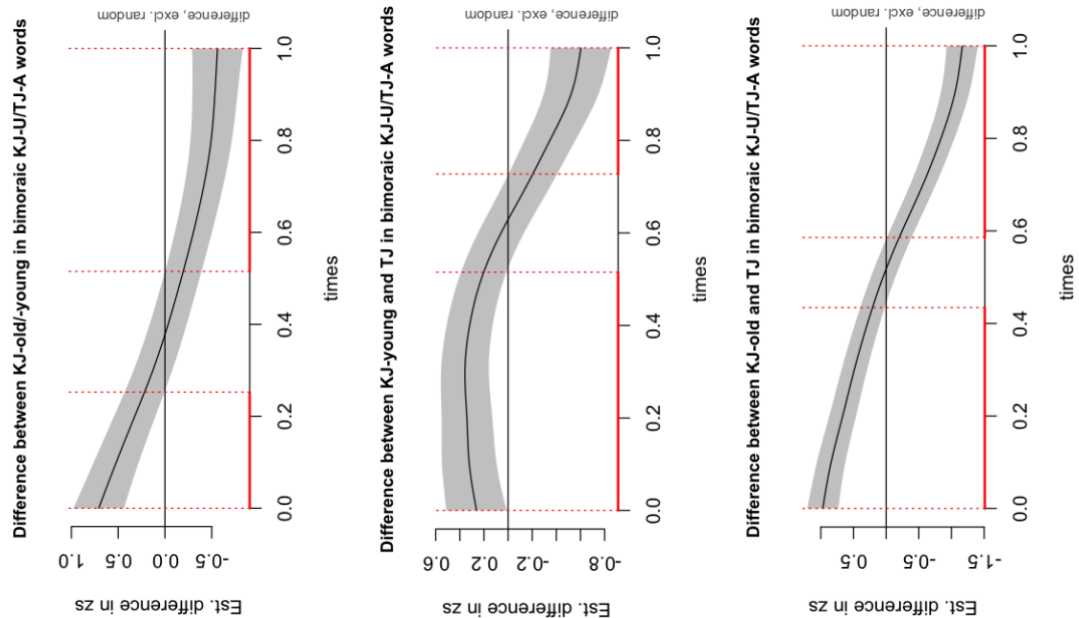 Difference between KJ-old/-young in bimoraic KJ-U/TJ-A words
difference, excl. random
Est. difference in zs
1.0
0.5
0.0
-0.5
0.0
0.2
0.4
0.6
0.8
1.0
times
Difference between KJ-young and TJ in bimoraic KJ-U/TJ-A words
difference, excl. random
Est. difference in zs
0.6
0.2
-0.2
-0.8
0.0
0.2
0.4
0.6
0.8
1.0
times
Difference between KJ-old and TJ in bimoraic KJ-U/TJ-A words
difference, excl. random
Est. difference in zs
0.5
-0.5
-1.5
0.0
0.2
0.4
0.6
0.8
1.0
times